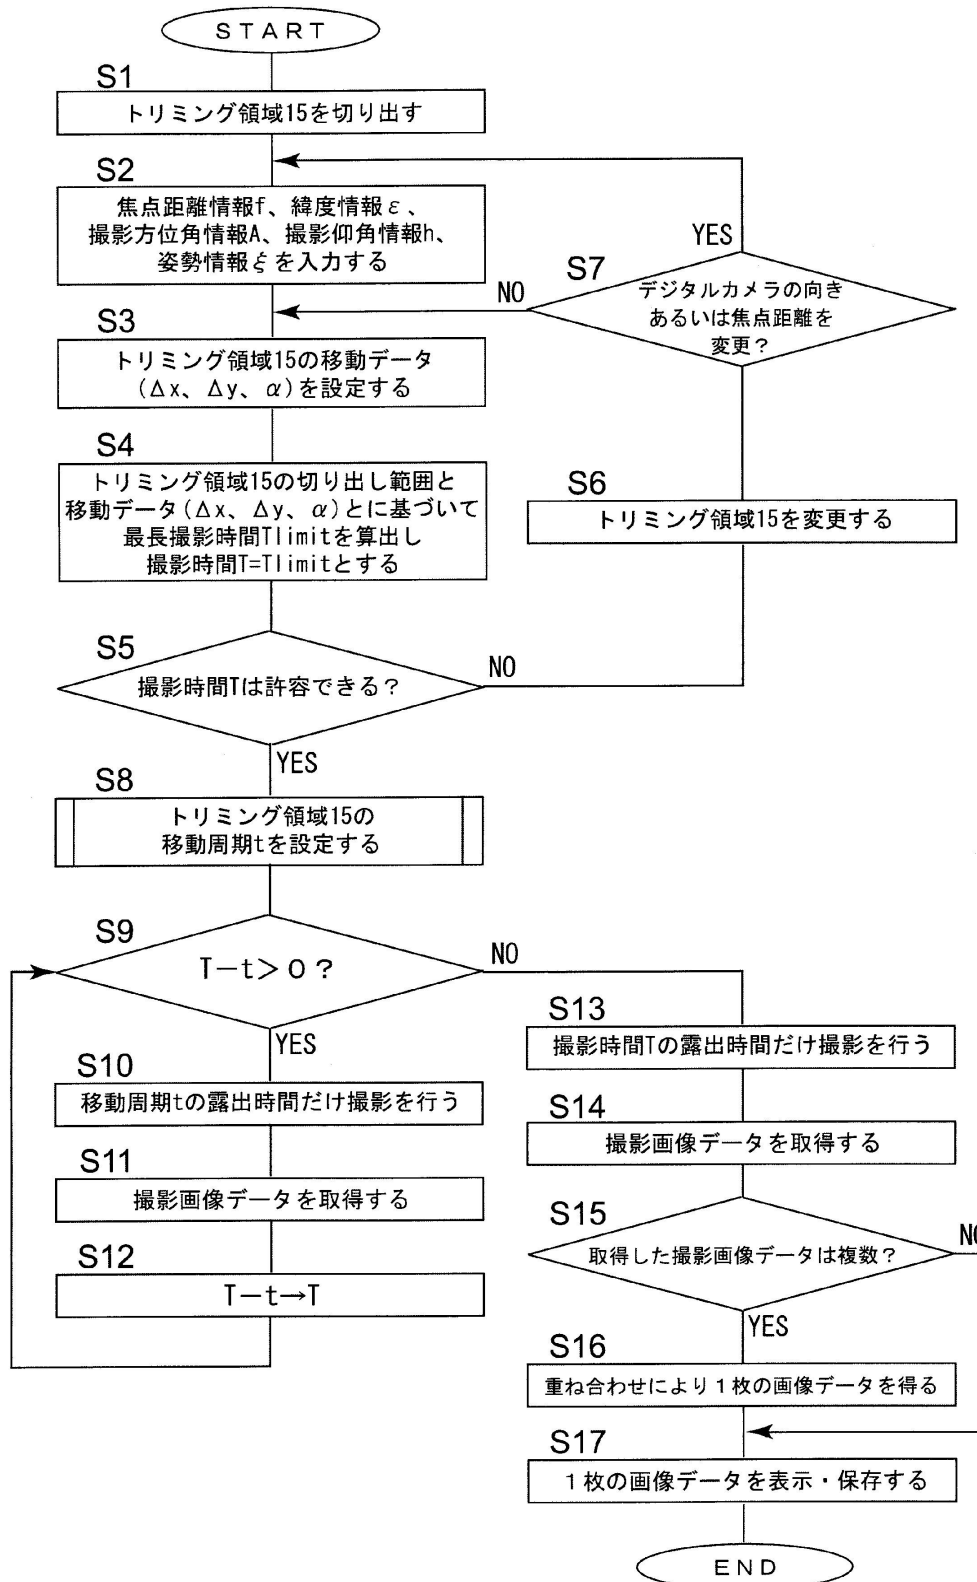 START
S1
トリミング領域15を切り出す
S2
焦点距離情報f、緯度情報ε、
撮影方位角情報A、撮影仰角情報h、
姿勢情報ξを入力する
S3
トリミング領域15の移動データ
(Δx、Δy、α)を設定する
S4
トリミング領域15の切り出し範囲と
移動データ(Δx、Δy、α)とに基づいて
最長撮影時間Tlimitを算出し
撮影時間T=Tlimitとする
S5
撮影時間Tは許容できる?
NO
YES
S6
トリミング領域15を変更する
S7
デジタルカメラの向き
あるいは焦点距離を
変更?
YES
NO
S8
トリミング領域15の
移動周期tを設定する
S9
T-t>0?
NO
YES
S10
移動周期tの露出時間だけ撮影を行う
S11
撮影画像データを取得する
S12
T-t→T
S13
撮影時間Tの露出時間だけ撮影を行う
S14
撮影画像データを取得する
S15
取得した撮影画像データは複数?
NO
YES
S16
重ね合わせにより1枚の画像データを得る
S17
1枚の画像データを表示・保存する
END